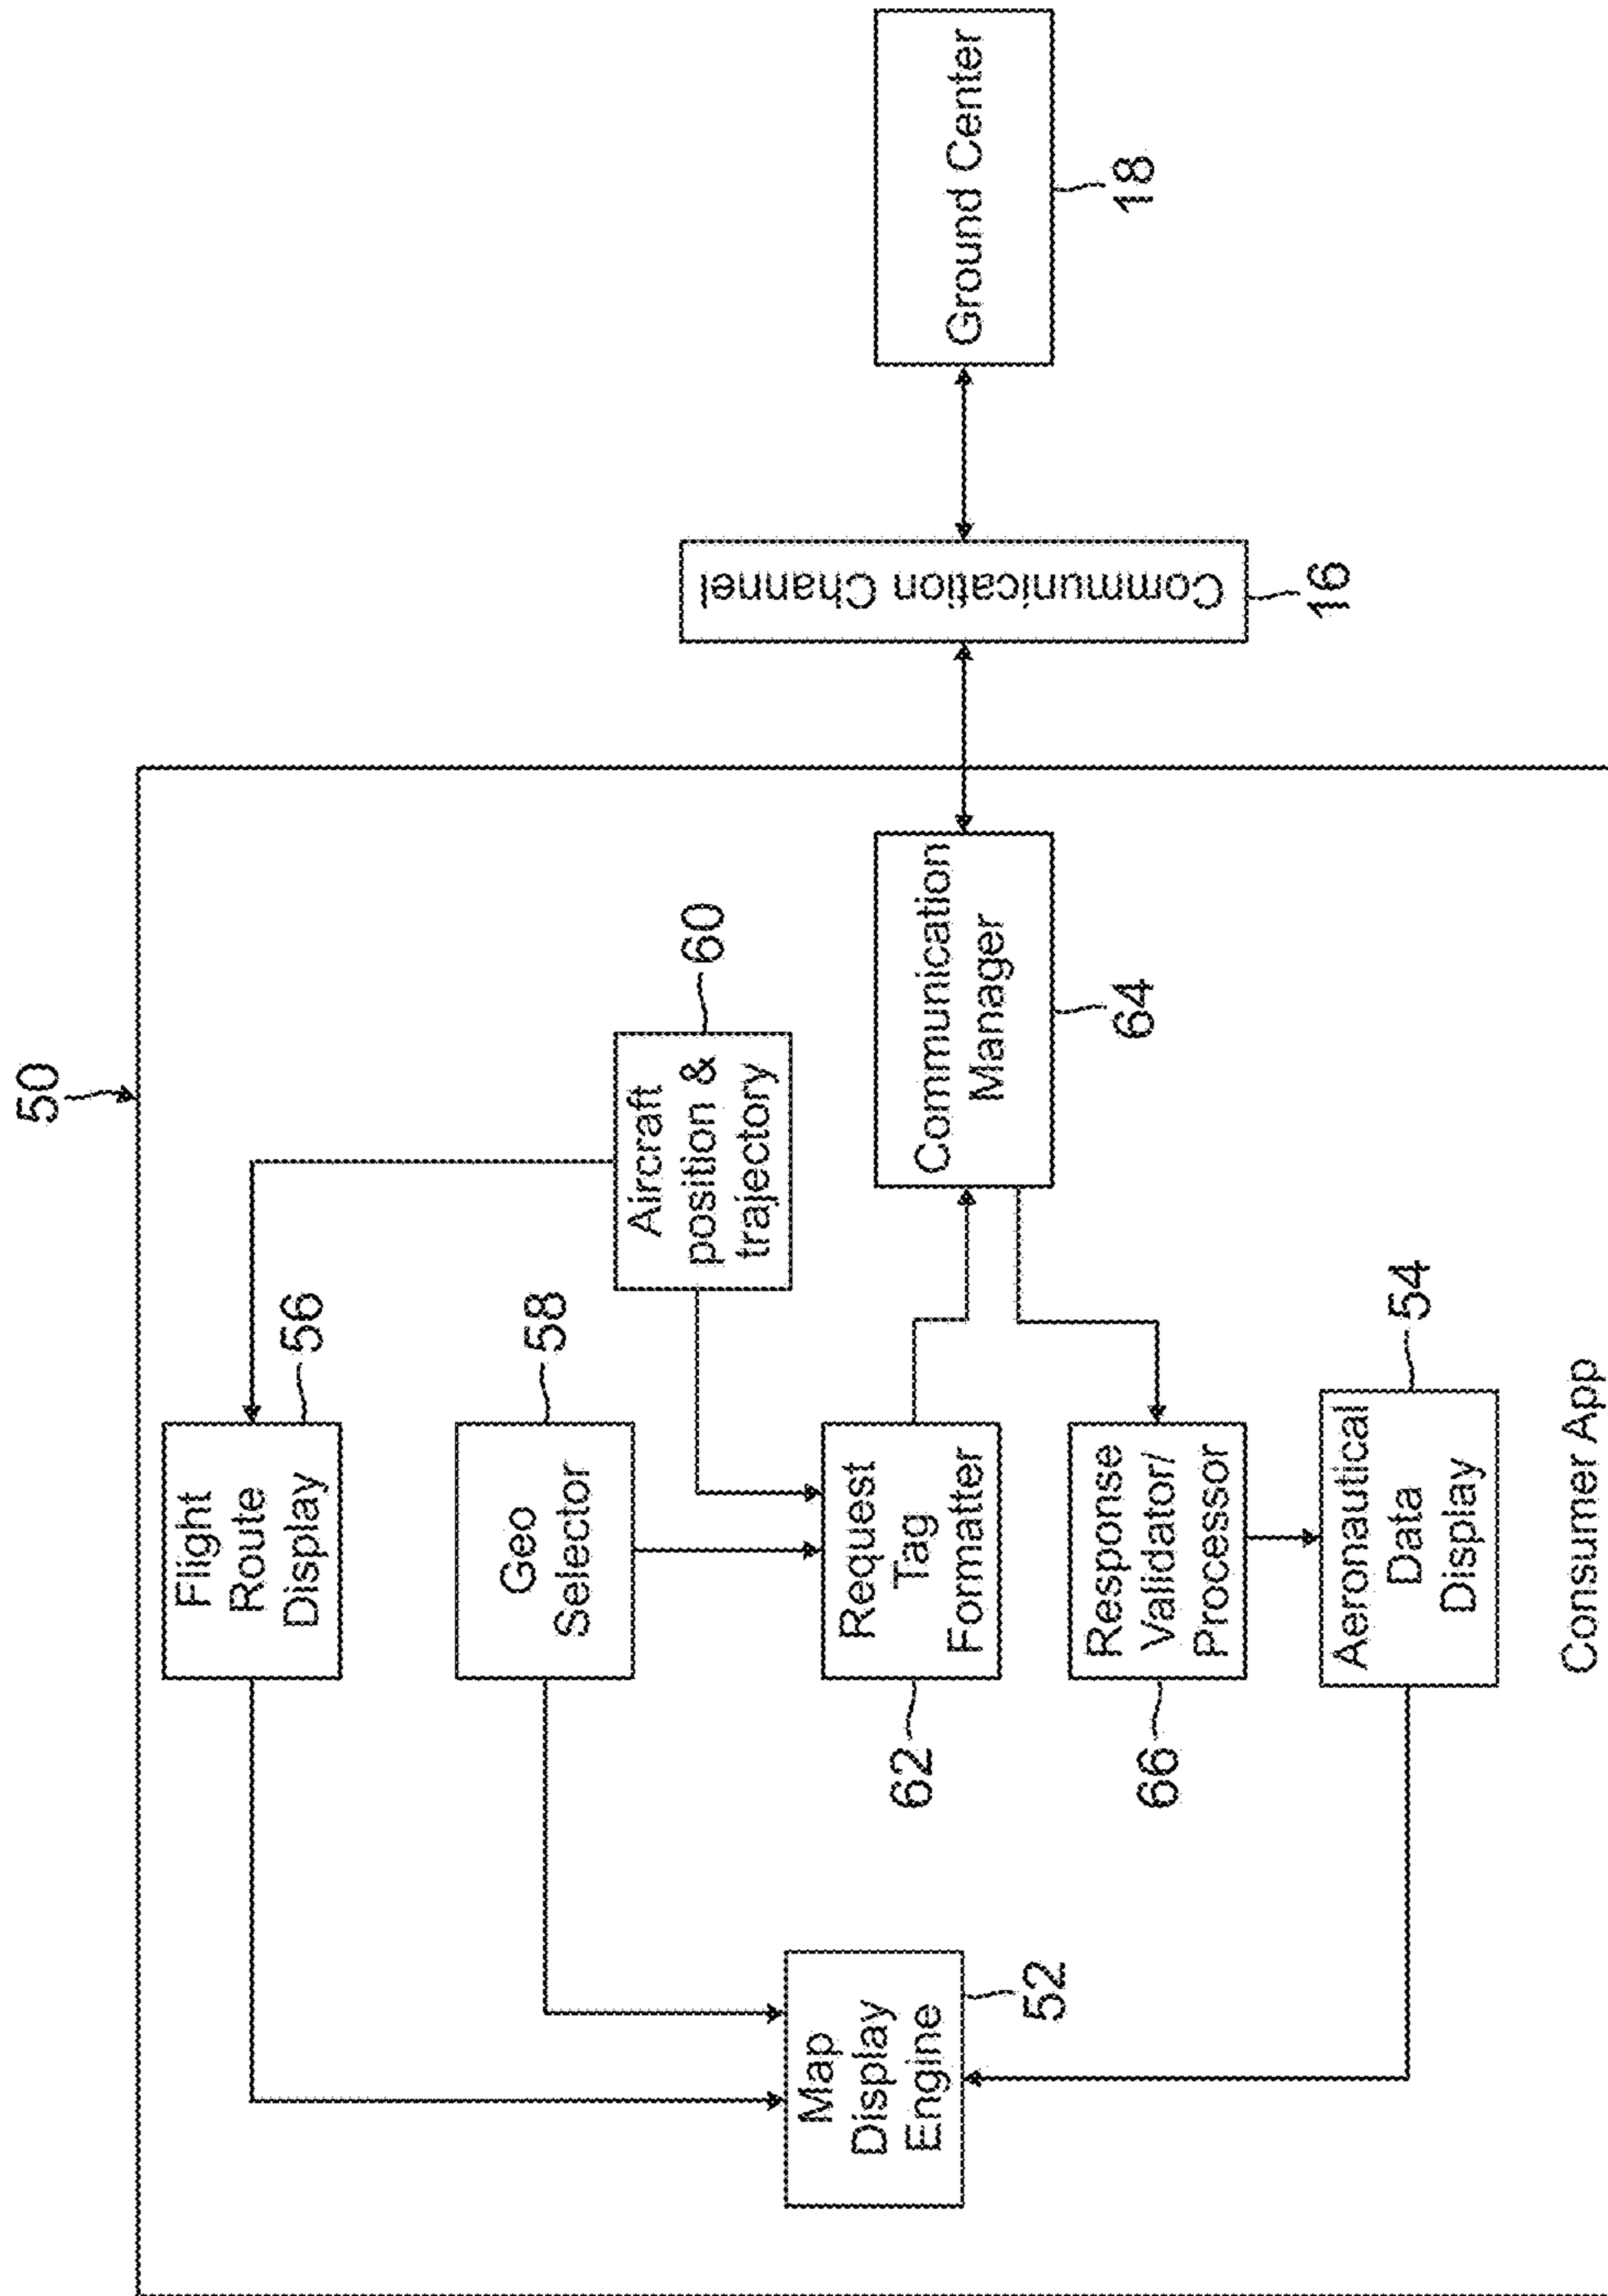 50
Flight
Route
Display
56
Geo
Selector
58
Aircraft
position &
trajectory
60
Map
Display
Engine
52
Request
Tag
Formatter
62
Communication
Manager
64
Communication Channel
16
Ground Center
18
Response
Validator/
Processor
66
Aeronautical
Data
Display
54
Consumer App